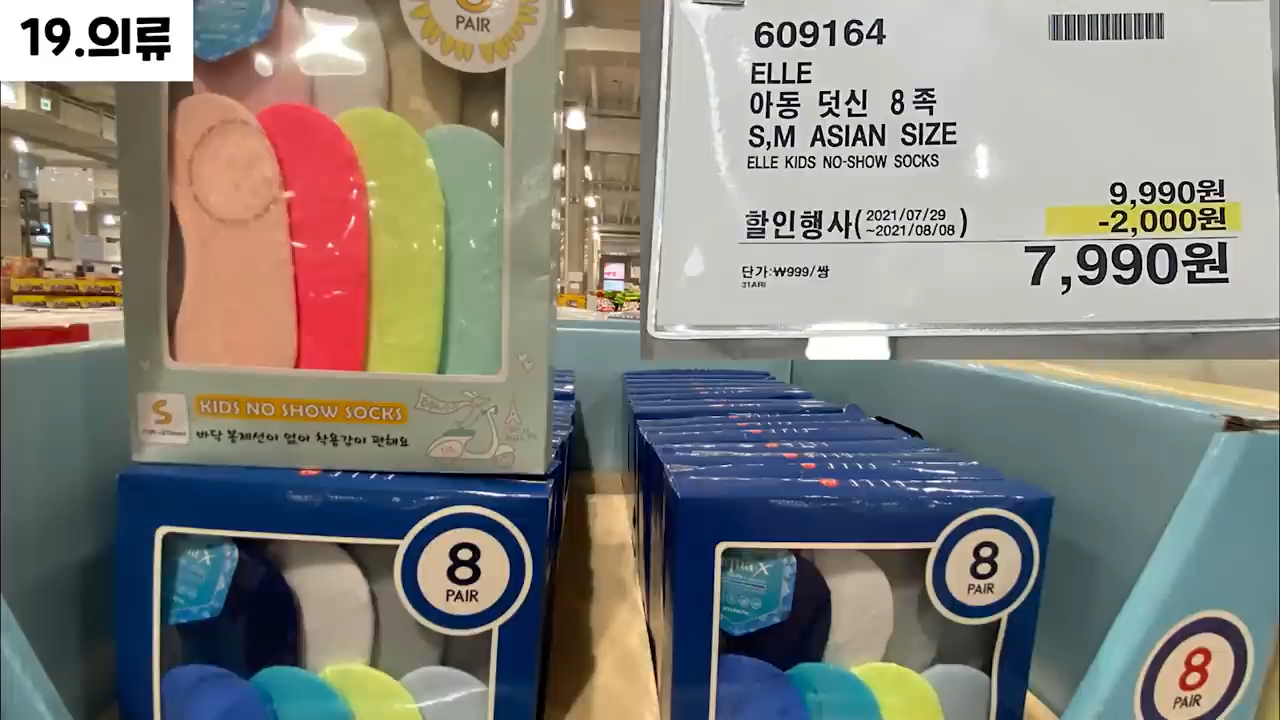 19.의류
8
PAIR
609164
ELLE
아동 덧신 8족
S,M ASIAN SIZE
ELLE KIDS NO-SHOW SOCKS
9,990원
할인행사(2021/07/29 ~2021/08/08)
-2,000원
7,990원
단가:₩999/쌍
31ARI
S
KIDS NO SHOW SOCKS
바닥 봉제선이 없어 착용감이 편해요
8
PAIR
8
PAIR
8
PAIR